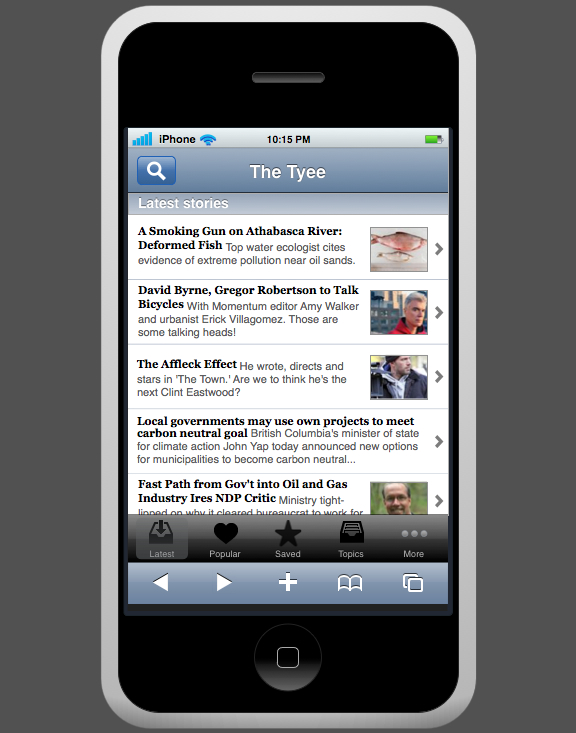 iPhone 10:15 PM
The Tyee
Latest stories
A Smoking Gun on Athabasca River:
Deformed Fish Top water ecologist cites
evidence of extreme pollution near oil sands.
David Byrne, Gregor Robertson to Talk
Bicycles With Momentum editor Amy Walker
and urbanist Erick Villagomez. Those are
some talking heads!
The Affleck Effect He wrote, directs and
stars in 'The Town.' Are we to think he's the
next Clint Eastwood?
Local governments may use own projects to meet
carbon neutral goal British Columbia's minister of state
for climate action John Yap today announced new options
for municipalities to become carbon neutral...
Fast Path from Gov't into Oil and Gas
Industry Ires NDP Critic Ministry tight-
lipped on why it cleared bureaucrat to work for
Latest Popular Saved Topics More